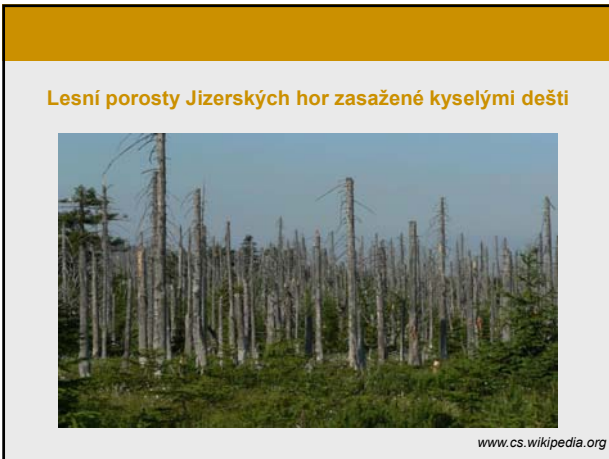 Lesní porosty Jizerských hor zasažené kyselými dešti
www.cs.wikipedia.org